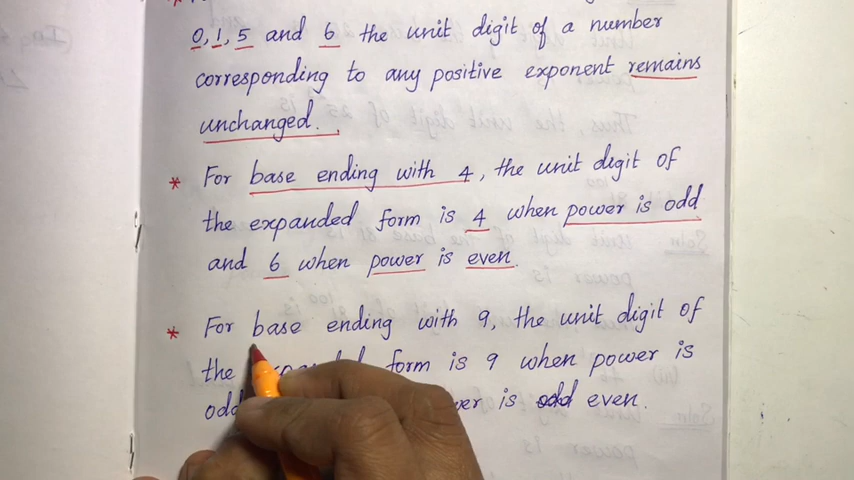 0, 1, 5 and 6 the unit digit of a number
corresponding to any positive exponent remains
unchanged.
* For base ending with 4, the unit digit of
the expanded form is 4 when power is odd
and 6 when power is even.
* For base ending with 9, the unit digit of
the form is 9 when power is
odd is even.